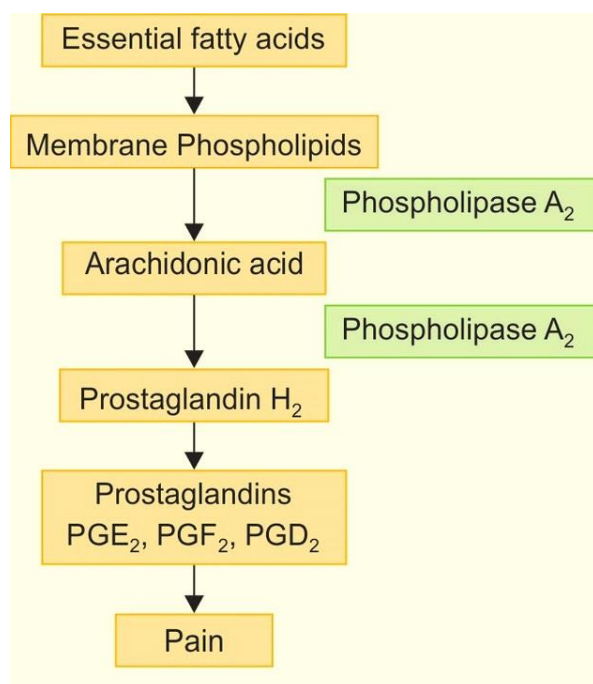 Essential fatty acids
Membrane Phospholipids
Phospholipase A₂
Arachidonic acid
Phospholipase A₂
Prostaglandin H₂
Prostaglandins
PGE₂, PGF₂, PGD₂
Pain